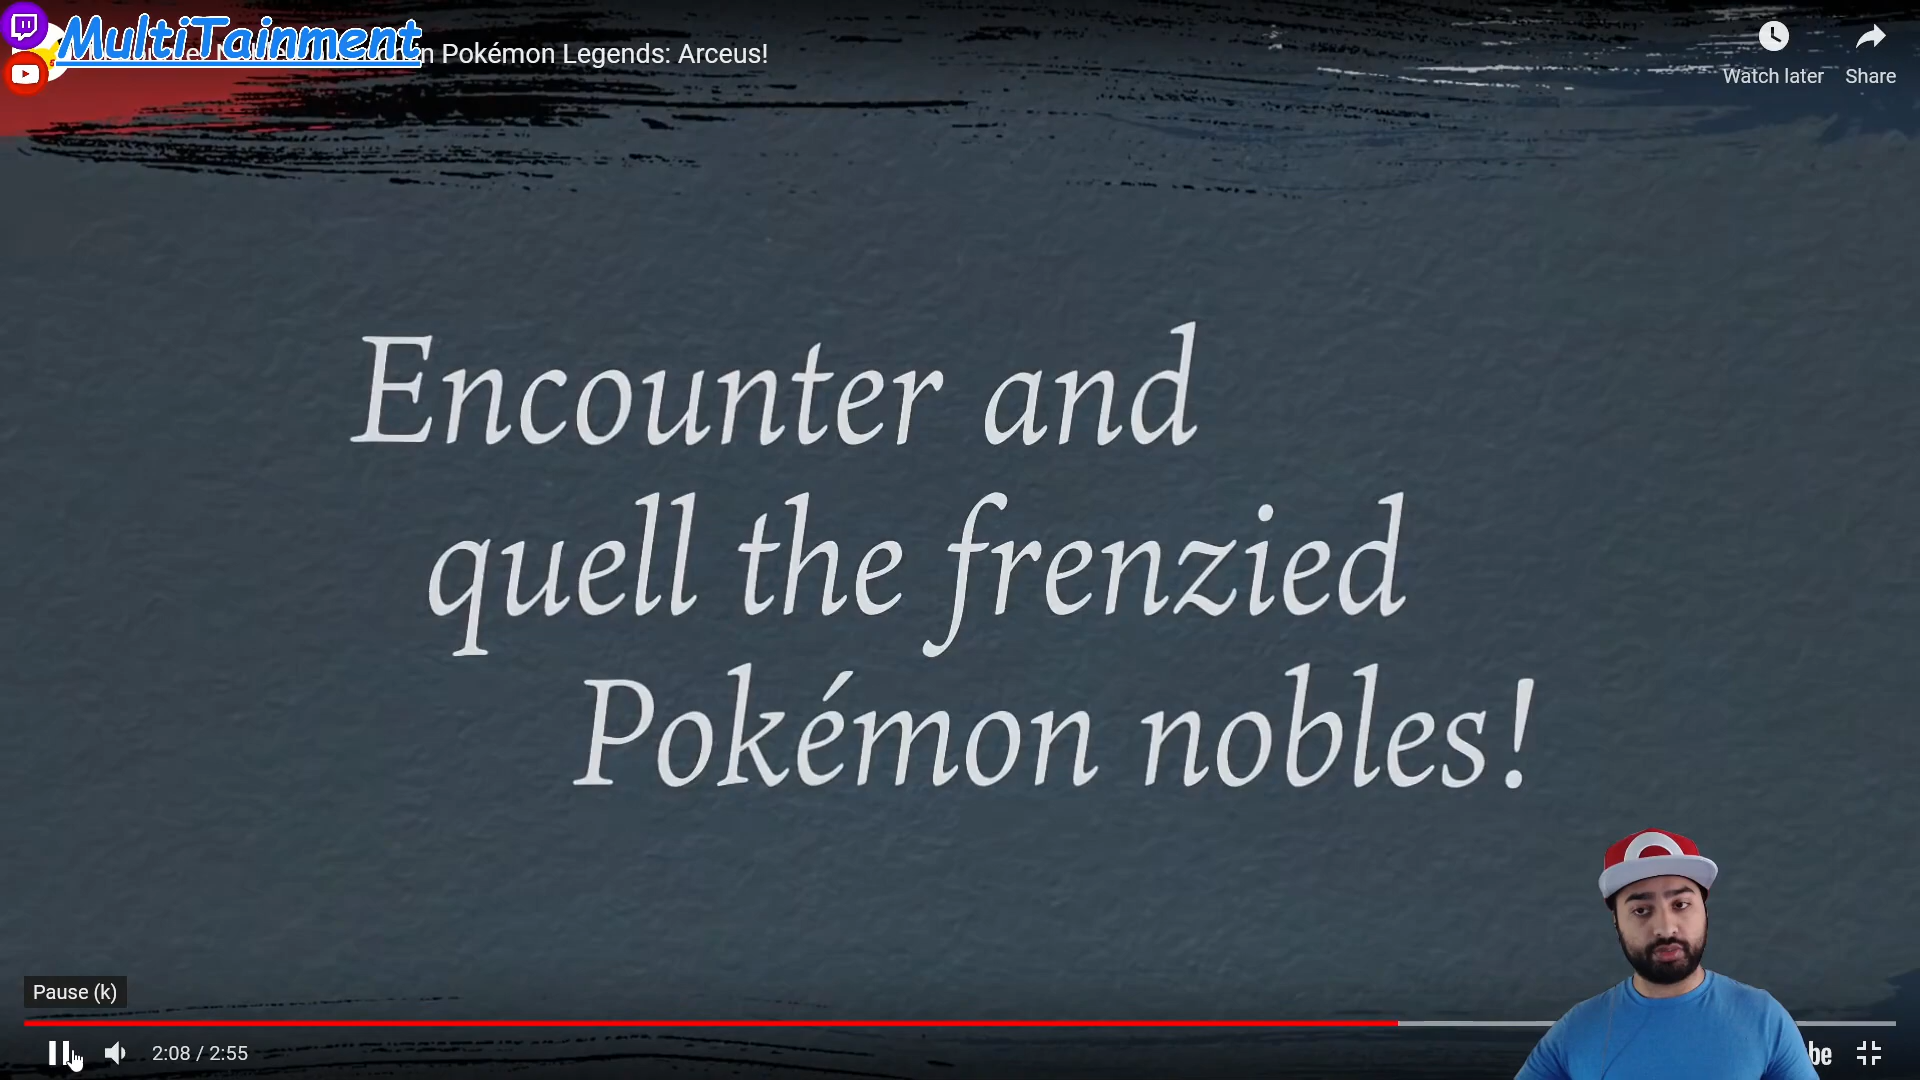 MultiTainment
n Pokémon Legends: Arceus!
Watch later
Share
Encounter and
quell the frenzied
Pokémon nobles!
Pause (k)
2:08 / 2:55
be